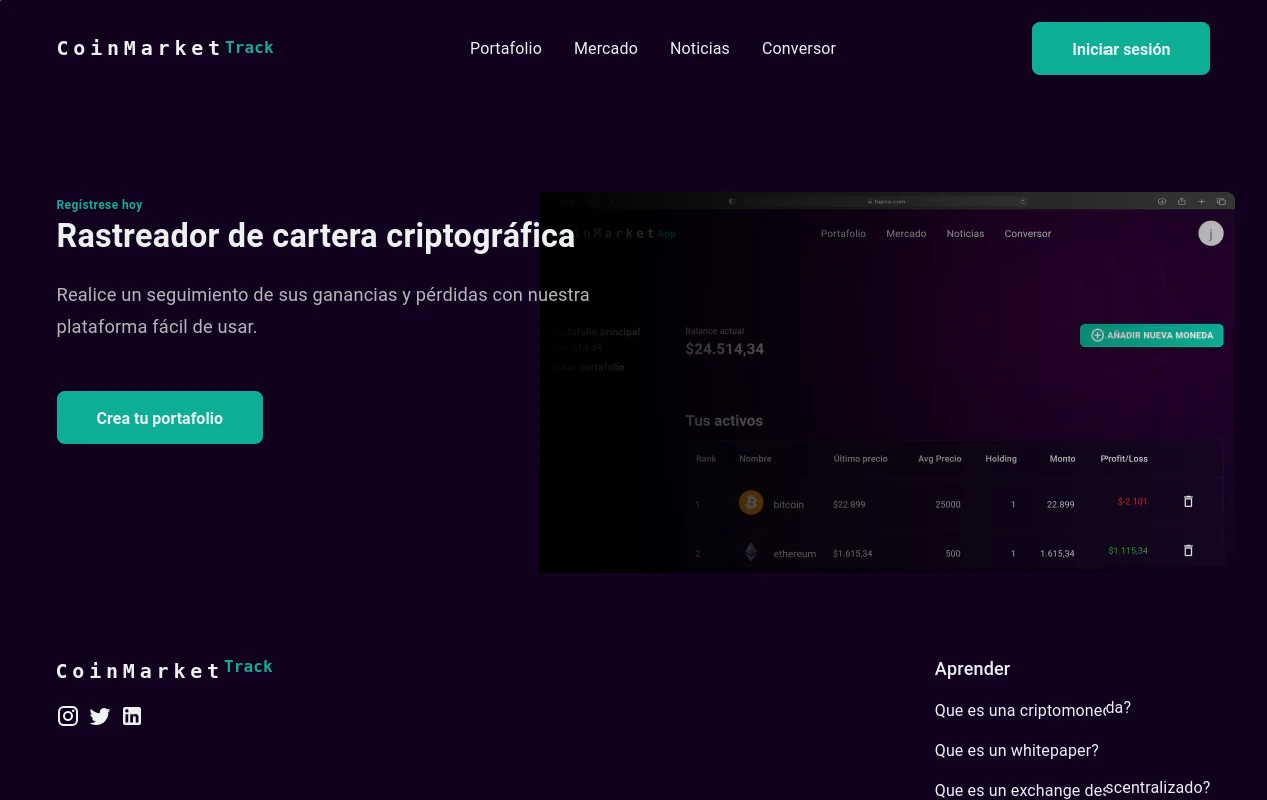 CoinMarket Track
Portafolio Mercado Noticias Conversor
Iniciar sesión
Regístrese hoy
Rastreador de cartera criptográfica
Realice un seguimiento de sus ganancias y pérdidas con nuestra
plataforma fácil de usar.
Crea tu portafolio
figma.com
inMarket App
Portafolio Mercado Noticias Conversor
j
Portafolio principal
Crear portafolio
Balance actual
$24.514,34
AÑADIR NUEVA MONEDA
Tus activos
Rank Nombre Último precio Avg Precio Holding Monto Profit/Loss
1 bitcoin $22.899 25000 1 22.899 $-2.101
2 ethereum $1.615,34 500 1 1.615,34 $1.115,34
CoinMarket Track
Aprender
Que es una criptomoneda?
Que es un whitepaper?
Que es un exchange descentralizado?